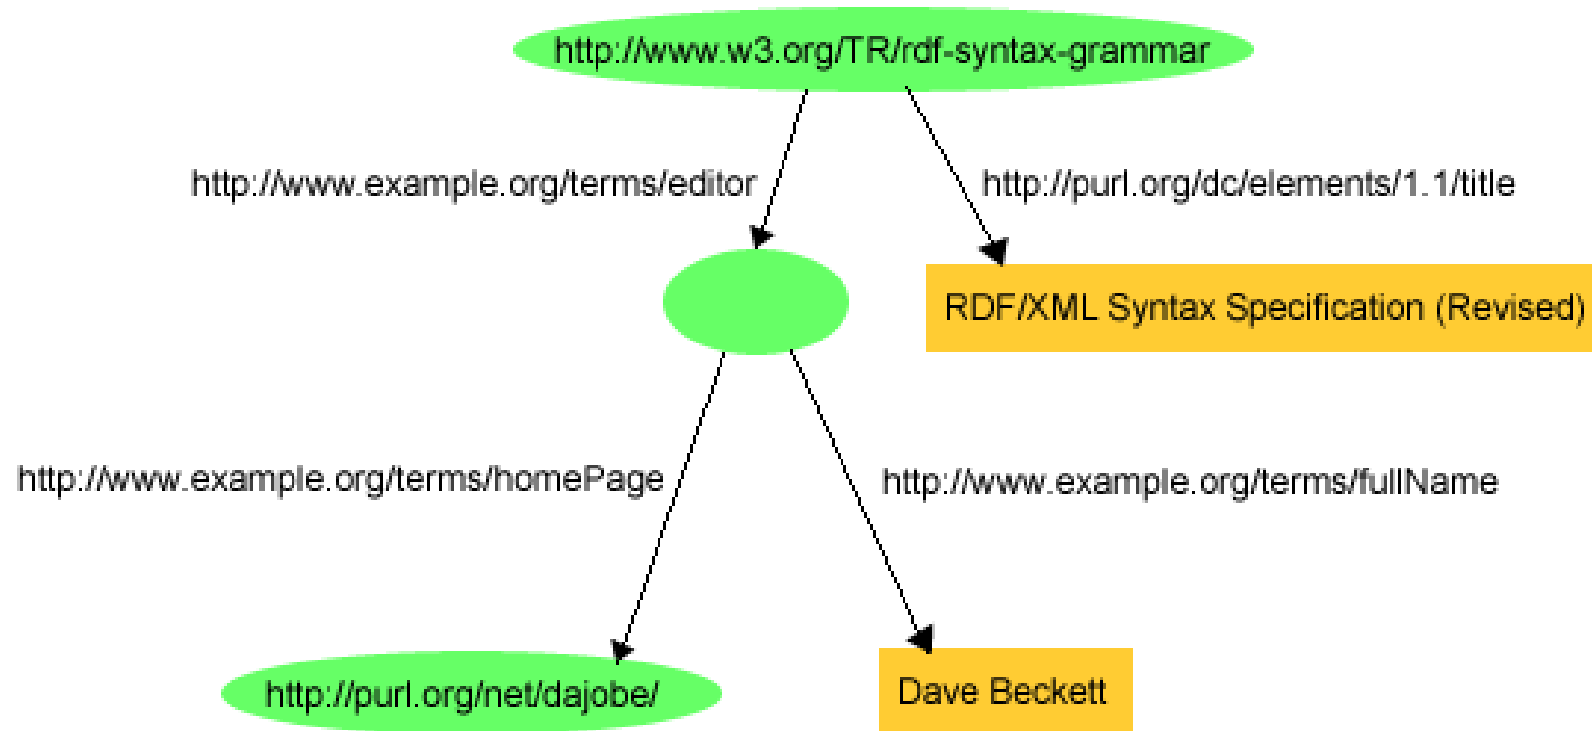 http://www.w3.org/TR/rdf-syntax-grammar
http://www.example.org/terms/editor
http://purl.org/dc/elements/1.1/title
RDF/XML Syntax Specification (Revised)
http://www.example.org/terms/homePage
http://www.example.org/terms/fullName
http://purl.org/net/dajobe/
Dave Beckett